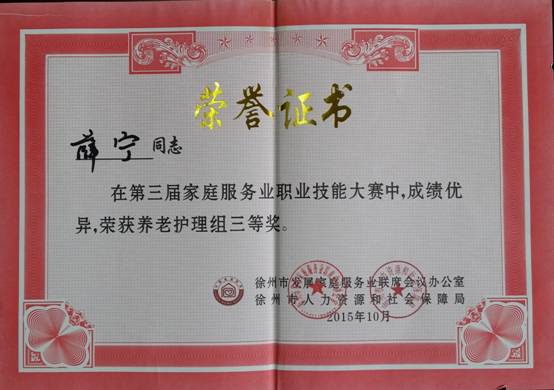 荣誉证书
薛宁同志
在第三届家庭服务业职业技能大赛中,成绩优
异,荣获养老护理组三等奖。
徐州市发展家庭服务业联席会议办公室
徐州市人力资源和社会保障局
2015年10月